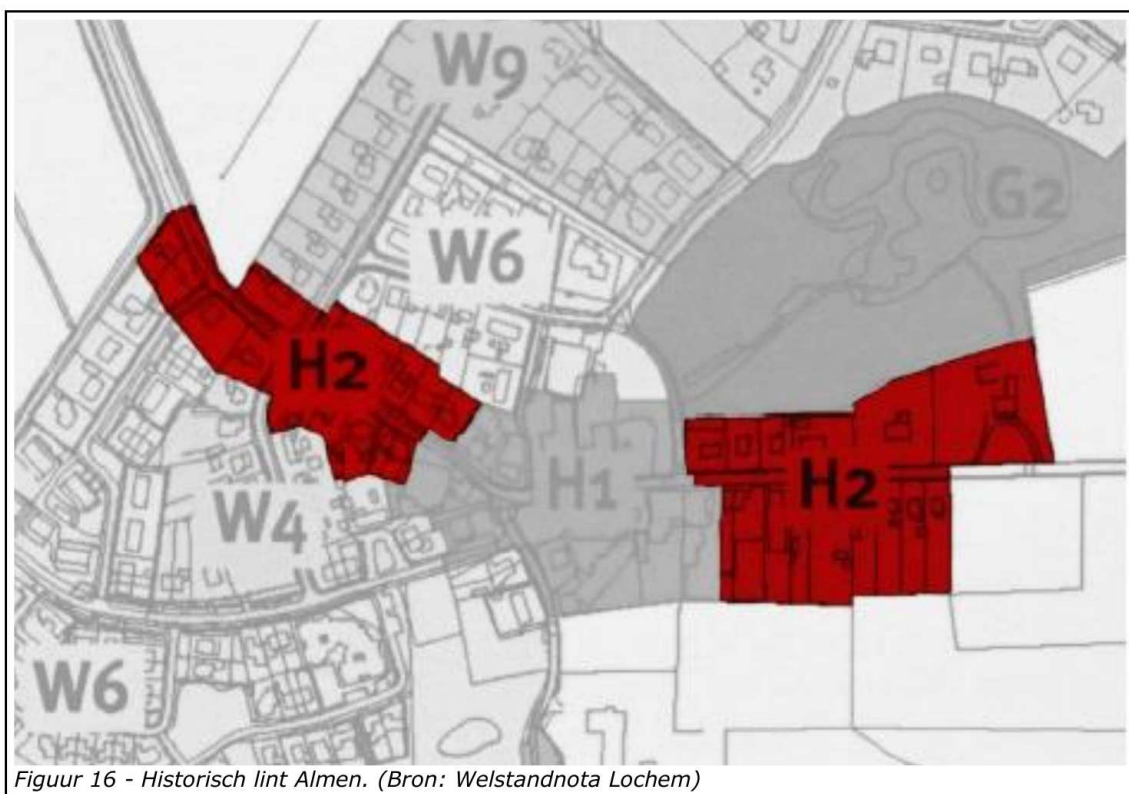 W9
G2
W6
H2
H1
H2
W4
W6
Figuur 16 - Historisch lint Almen. (Bron: Welstandnota Lochem)